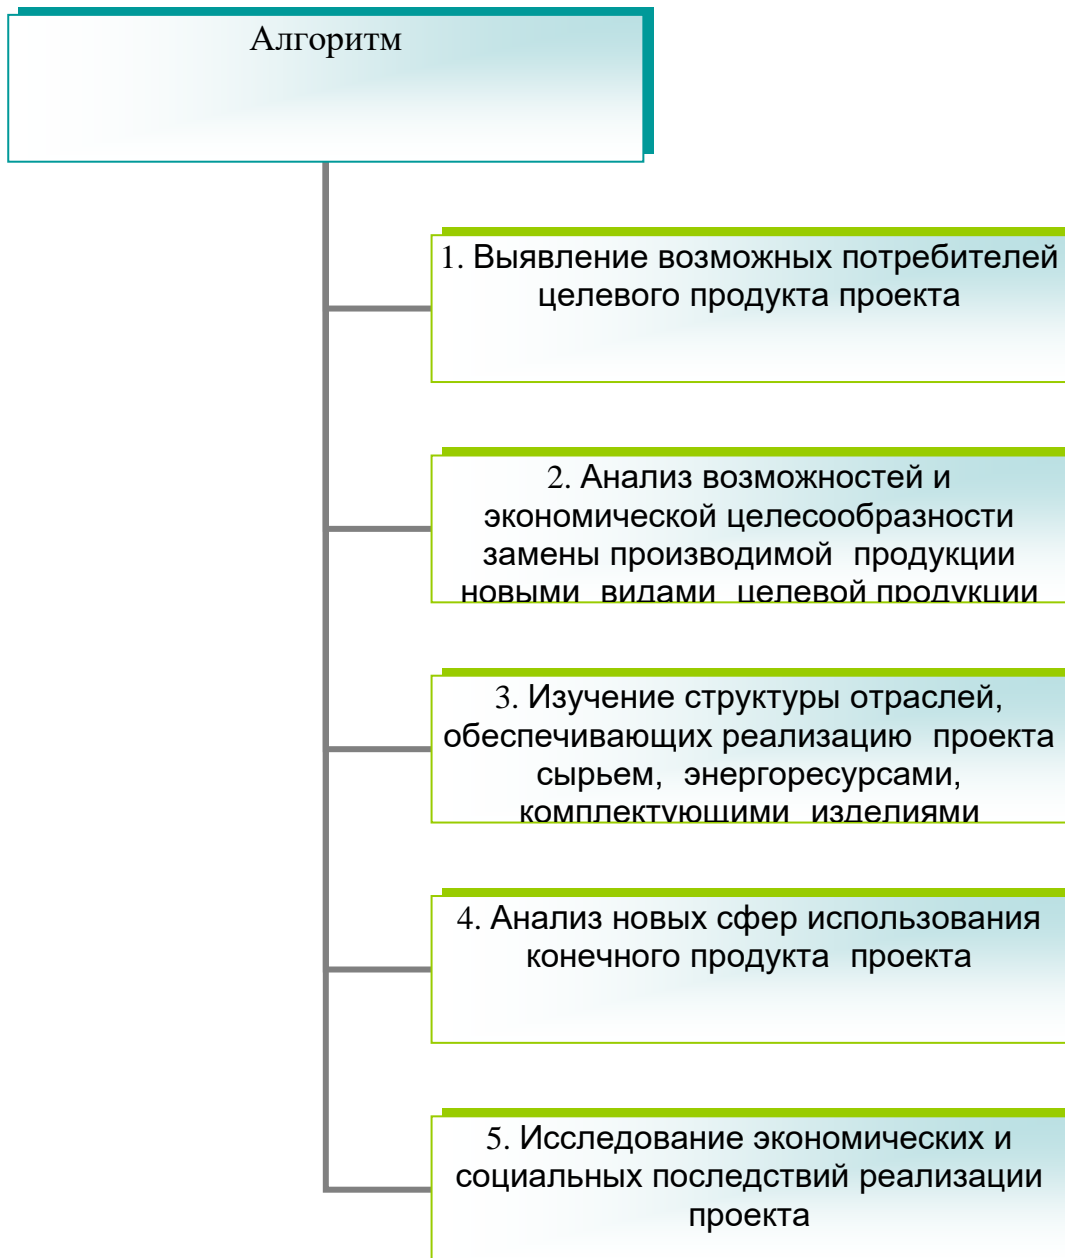 Алгоритм
1. Выявление возможных потребителей
целевого продукта проекта
2. Анализ возможностей и
экономической целесообразности
замены производимой продукции
новыми видами целевой продукции
3. Изучение структуры отраслей,
обеспечивающих реализацию проекта
сырьем, энергоресурсами,
комплектующими изделиями
4. Анализ новых сфер использования
конечного продукта проекта
5. Исследование экономических и
социальных последствий реализации
проекта